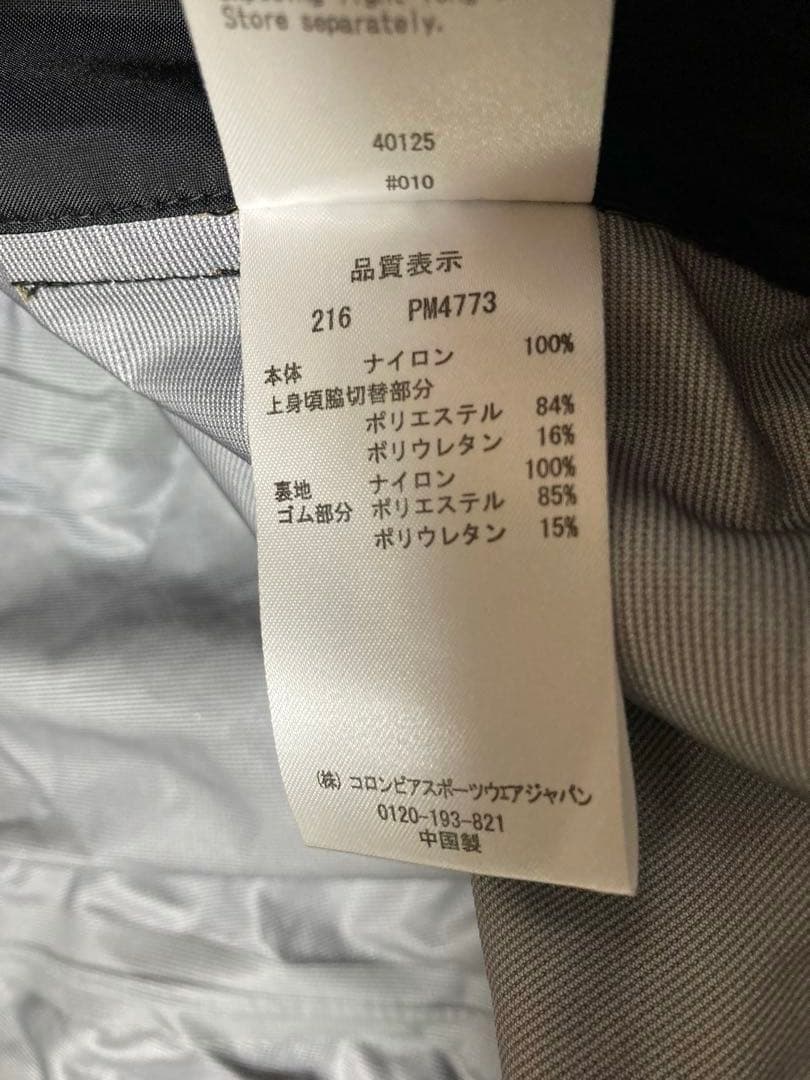 Store separately.
40125
#010
品質表示
216 PM4773
本体 ナイロン 100%
上身頃脇切替部分
ポリエステル 84%
ポリウレタン 16%
裏地 ナイロン 100%
ゴム部分 ポリエステル 85%
ポリウレタン 15%
(株) コロンビアスポーツウェアジャパン
0120-193-821
中国製